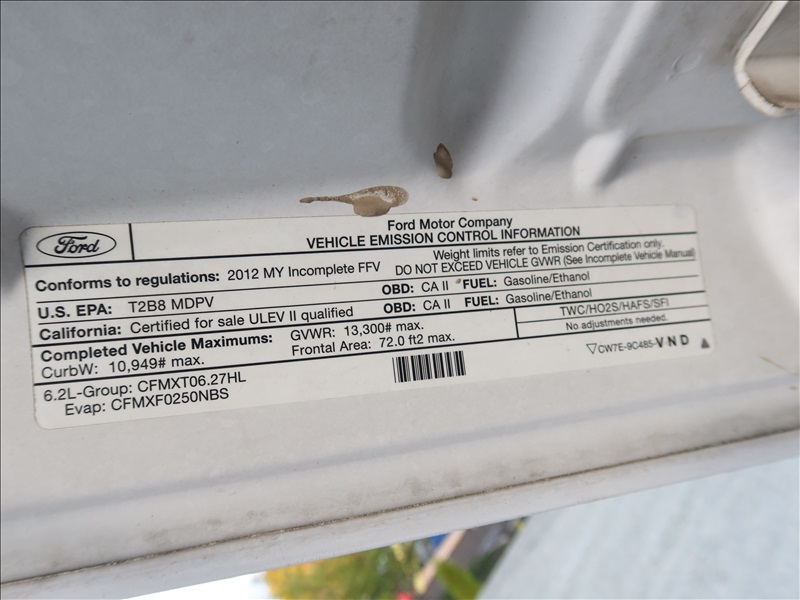 Ford
Ford Motor Company
VEHICLE EMISSION CONTROL INFORMATION
Conforms to regulations: 2012 MY Incomplete FFV
Weight limits refer to Emission Certification only.
DO NOT EXCEED VEHICLE GVWR (See Incomplete Vehicle Manual)
U.S. EPA: T2B8 MDPV OBD: CA II FUEL: Gasoline/Ethanol
California: Certified for sale ULEV II qualified OBD: CA II FUEL: Gasoline/Ethanol
Completed Vehicle Maximums: GVWR: 13,300# max.
CurbW: 10,949# max. Frontal Area: 72.0 ft2 max.
TWC/HO2S/HAFS/SFI
No adjustments needed.
6.2L-Group: CFMXT06.27HL
Evap: CFMXF0250NBS
▽CW7E-9C485-VND